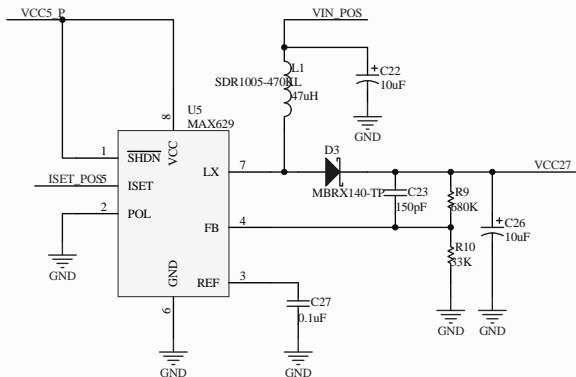 VCC5_P
VIN_POS
L1
SDR1005-470KL
47uH
C22
10uF
GND
U5
MAX629
8
VCC
1
SHDN
ISET_POS
5
ISET
2
POL
GND
LX
7
D3
MBRX140-TP
VCC27
C23
150pF
R9
680K
FB
4
C26
10uF
R10
33K
GND
6
REF
3
C27
0.1uF
GND
GND
GND
GND